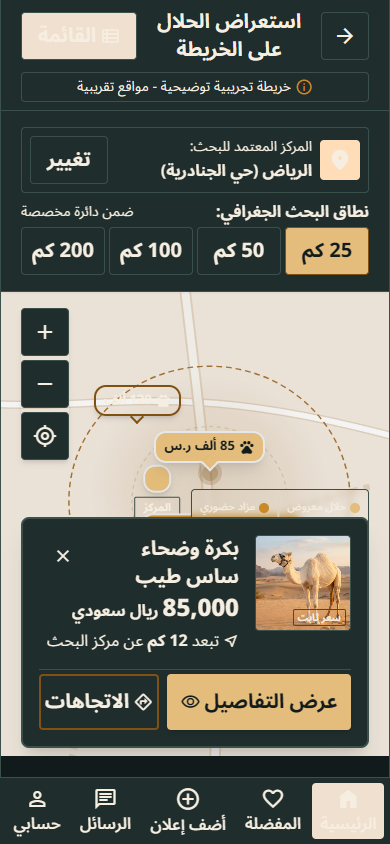 استعراض الحلال
على الخريطة
القائمة
خريطة تجريبية توضيحية - مواقع تقريبية
المركز المعتمد للبحث:
الرياض (حي الجنادرية)
تغيير
نطاق البحث الجغرافي:
ضمن دائرة مخصصة
25 كم
50 كم
100 كم
200 كم
85 ألف ر.س
المركز
حلال معروض
مزاد حضوري
بكرة وضحاء
ساس طيب
85,000 ريال سعودي
تبعد 12 كم عن مركز البحث
سعر ثابت
عرض التفاصيل
الاتجاهات
الرئيسية
المفضلة
أضف إعلان
الرسائل
حسابي